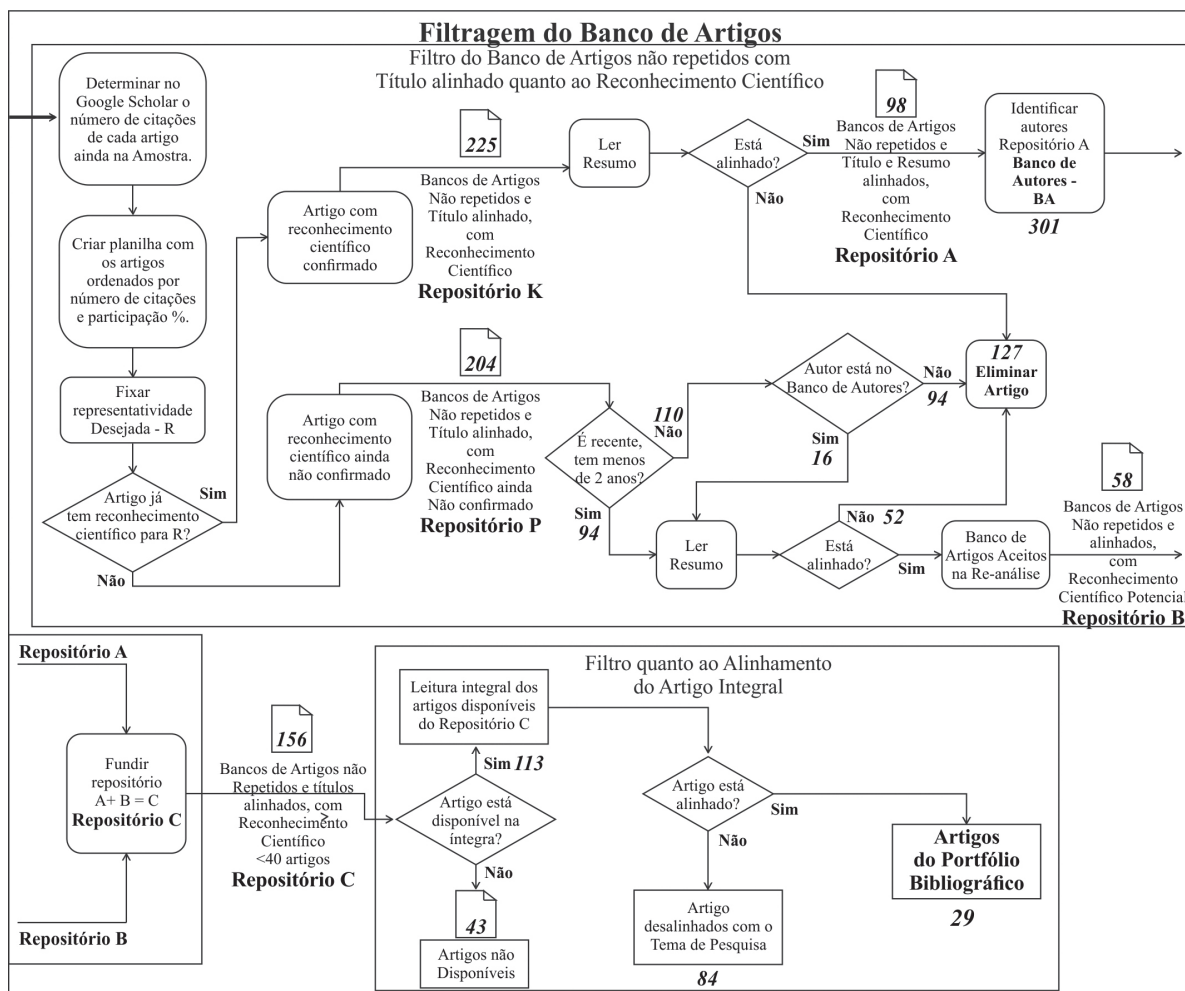 Filtragem do Banco de Artigos
Filtro do Banco de Artigos não repetidos com
Título alinhado quanto ao Reconhecimento Científico
Determinar no
Google Scholar o
número de citações
de cada artigo
ainda na Amostra.
Criar planilha com
os artigos
ordenados por
número de citações
e participação %.
Fixar
representatividade
Desejada - R
Artigo já
tem reconhecimento
científico para R?
Sim
Não
Artigo com
reconhecimento
científico
confirmado
225
Bancos de Artigos
Não repetidos e
Título alinhado,
com
Reconhecimento
Científico
Repositório K
Ler
Resumo
Está
alinhado?
Sim
Não
98
Bancos de Artigos
Não repetidos e
Título e Resumo
alinhados,
com
Reconhecimento
Científico
Repositório A
Identificar
autores
Repositório A
Banco de
Autores -
BA
301
Artigo com
reconhecimento
científico ainda
não confirmado
204
Bancos de Artigos
Não repetidos e
Título alinhado,
com
Reconhecimento
Científico ainda
Não confirmado
Repositório P
É recente,
tem menos
de 2 anos?
110
Não
Sim
94
Autor está no
Banco de Autores?
Não
94
Sim
16
127
Eliminar
Artigo
Ler
Resumo
Está
alinhado?
Não 52
Sim
Banco de
Artigos Aceitos
na Re-análise
58
Bancos de Artigos
Não repetidos e
alinhados,
com
Reconhecimento
Científico Potencial
Repositório B
Repositório A
Fundir
repositório
A+ B = C
Repositório C
Repositório B
156
Bancos de Artigos não
Repetidos e títulos
alinhados, com
Reconhecimento
Científico
<40 artigos
Repositório C
Filtro quanto ao Alinhamento
do Artigo Integral
Leitura integral dos
artigos disponíveis
do Repositório C
Sim 113
Artigo está
disponível na
íntegra?
Não
43
Artigos não
Disponíveis
Artigo está
alinhado?
Sim
Não
Artigo
desalinhados com o
Tema de Pesquisa
84
Artigos
do Portfólio
Bibliográfico
29